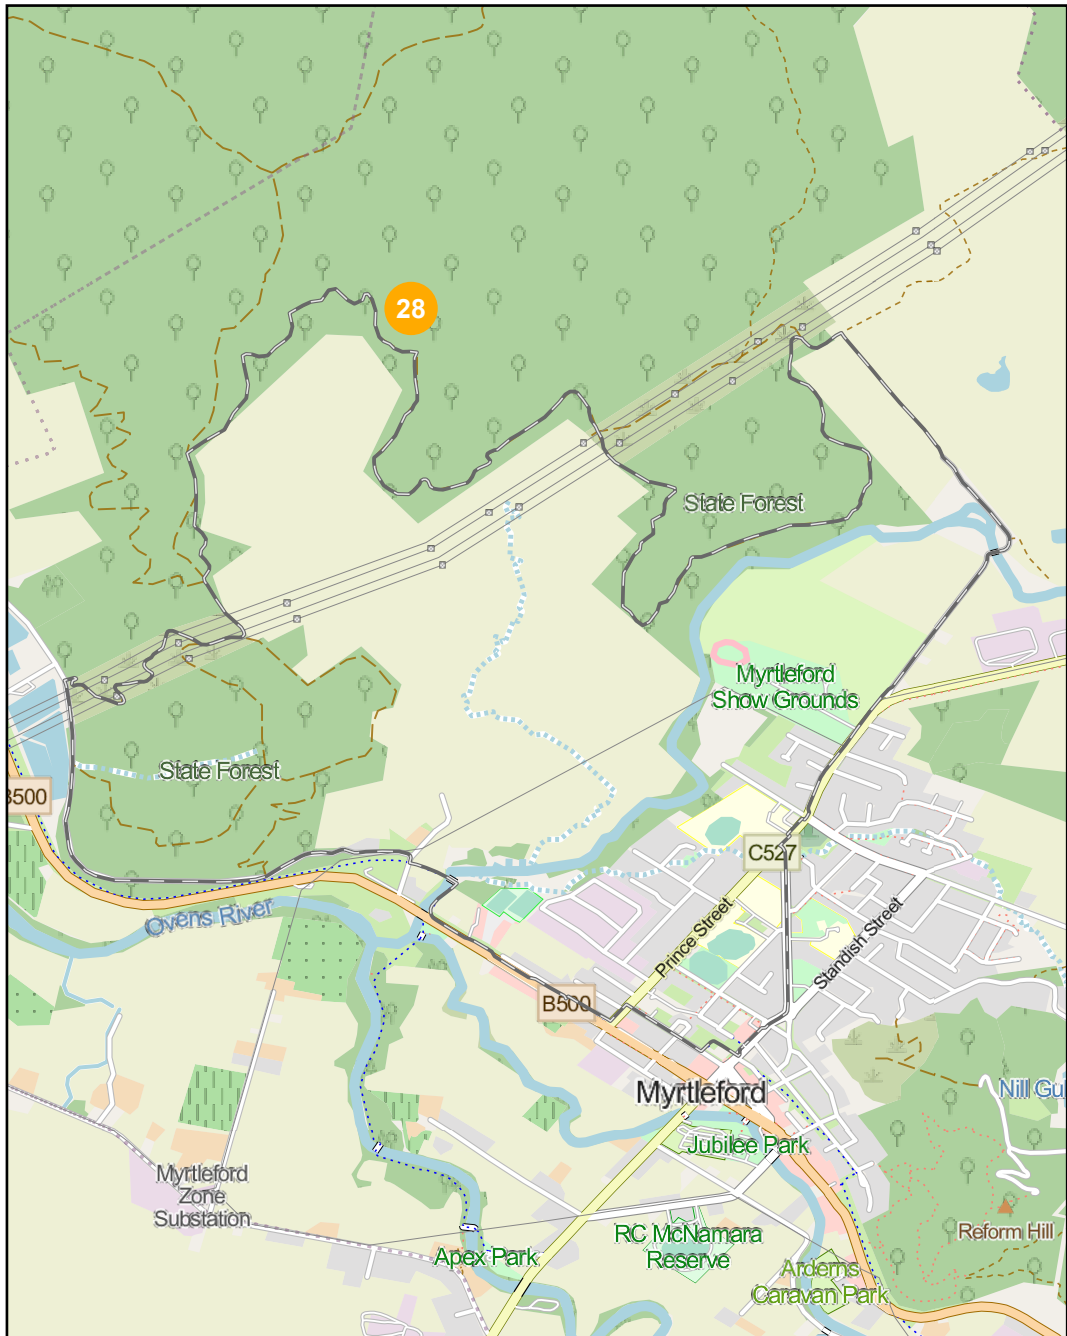 28
State Forest
Myrtleford
Show Grounds
State Forest
B500
C527
Ovens River
Prince Street
Standish Street
B500
Myrtleford
Nill Gul
Jubilee Park
Myrtleford
Zone
Substation
RC McNamara
Reserve
Reform Hill
Apex Park
Arderns
Caravan Park